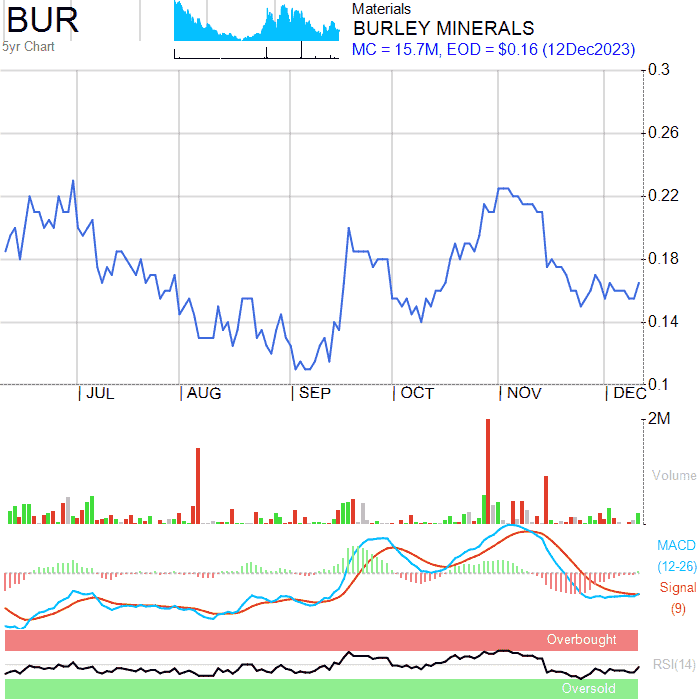 BUR
5yr Chart
Materials
BURLEY MINERALS
MC = 15.7M, EOD = $0.16 (12Dec2023)
0.3
0.26
0.22
0.18
0.14
0.1
JUL AUG SEP OCT NOV DEC
2M
Volume
MACD
(12-26)
Signal
(9)
Overbought
RSI(14)
Oversold